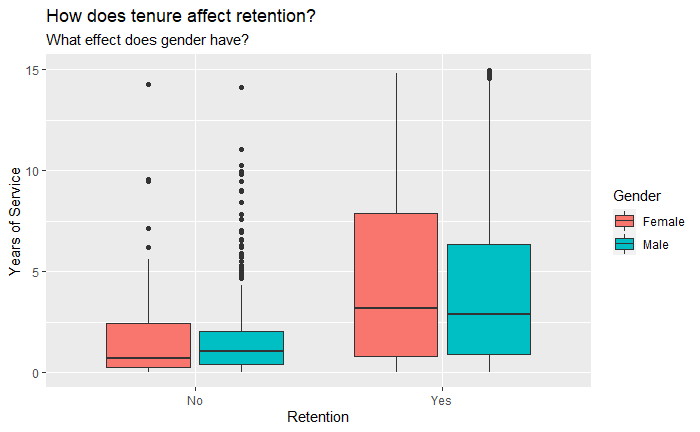 How does tenure affect retention?
What effect does gender have?
15
10
5
0
Years of Service
No
Yes
Retention
Gender
Female
Male